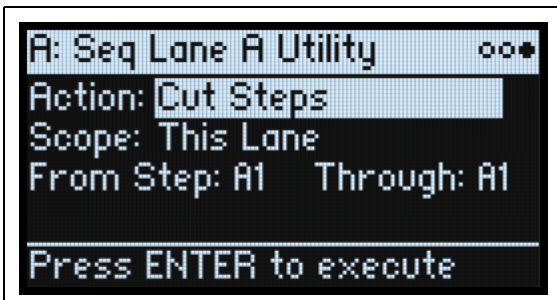 A: Seq Lane A Utility
Action: Cut Steps
Scope: This Lane
From Step: A1 Through: A1
Press ENTER to execute